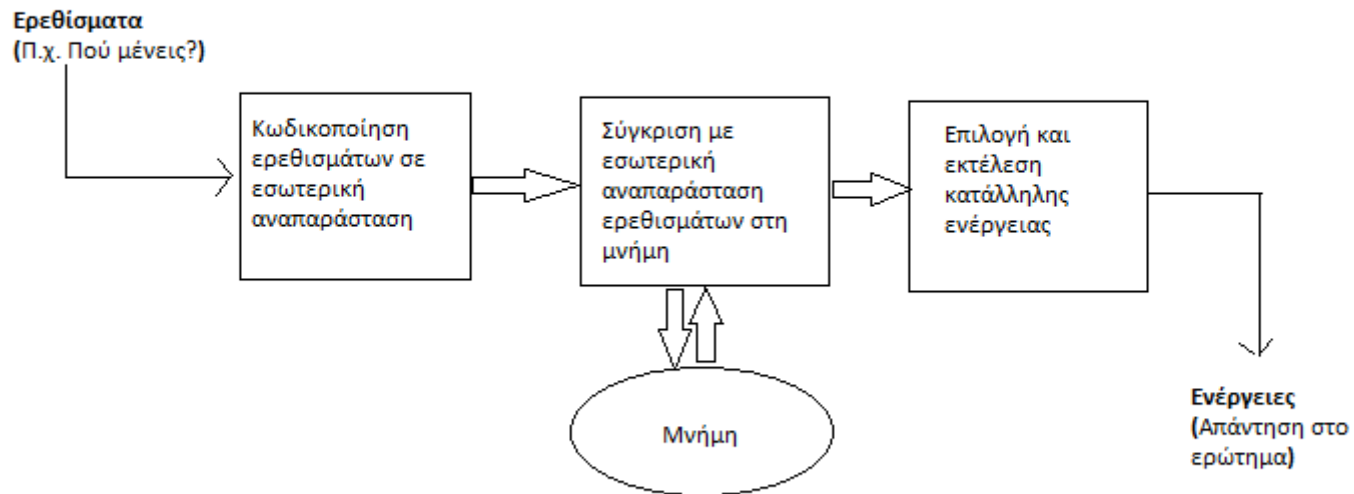 Ερεθίσματα
(Π.χ. Πού μένεις?)
Κωδικοποίηση
ερεθισμάτων σε
εσωτερική
αναπαράσταση
Σύγκριση με
εσωτερική
αναπαράσταση
ερεθισμάτων στη
μνήμη
Επιλογή και
εκτέλεση
κατάλληλης
ενέργειας
Μνήμη
Ενέργειες
(Απάντηση στο
ερώτημα)